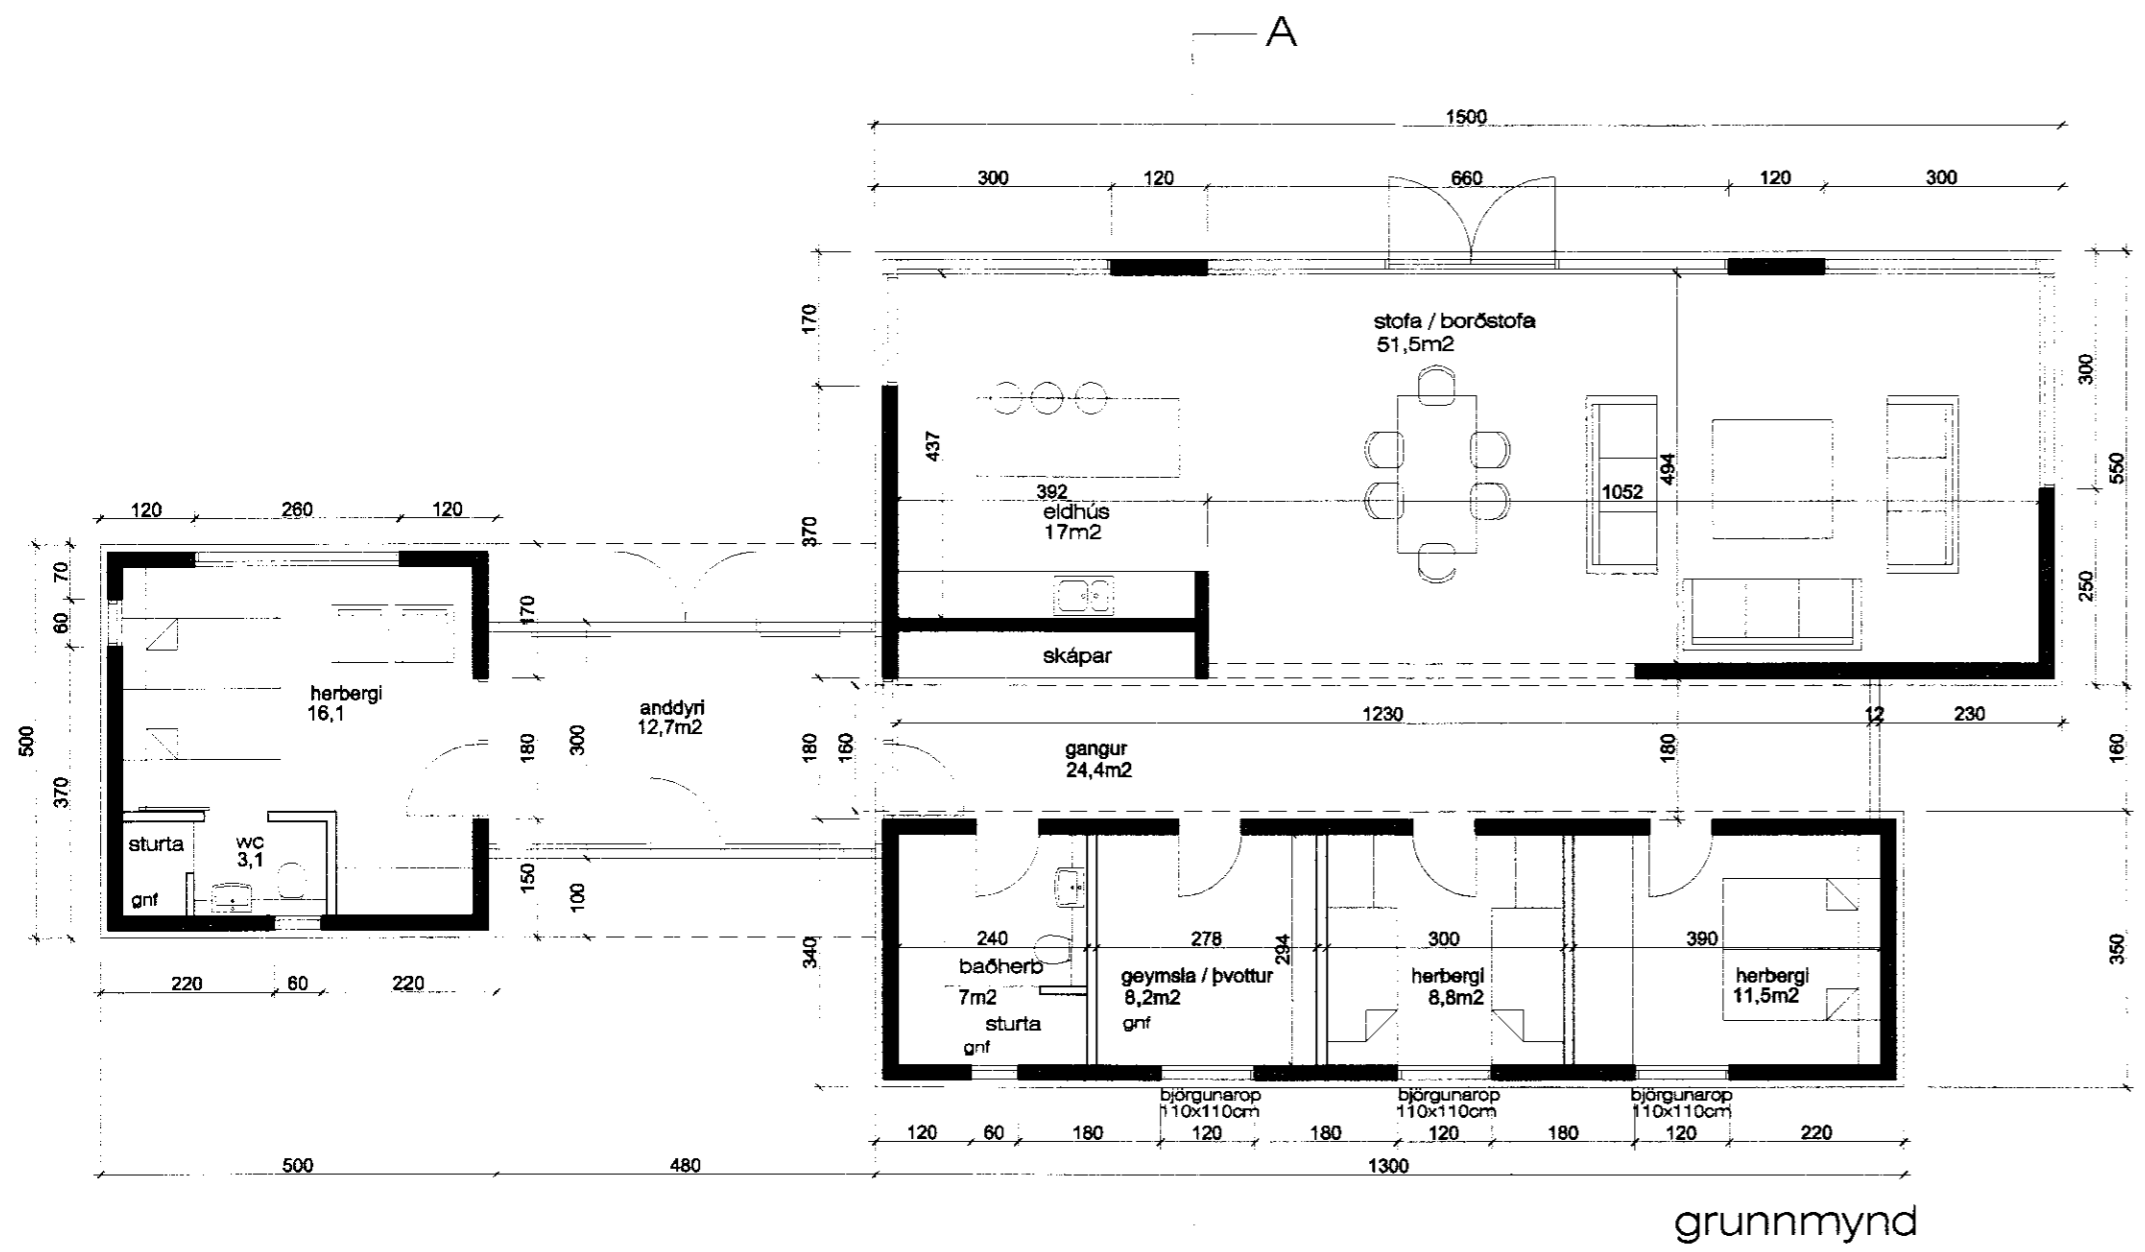 A
1500
300 120 660 120 300
170
stofa / borðstofa
51,5m2
300
437
494
550
392
1052
eldhús
17m2
120 260 120
370
70
60
170
250
skápar
herbergi
16,1
anddyri
12,7m2
500
180
300
180
160
1230
12
230
gangur
24,4m2
180
160
370
sturta
wc
3,1
gnf
150
100
340
240
278
294
300
390
350
baðherb
7m2
sturta
gnf
geymsla / þvottur
8,2m2
gnf
herbergi
8,8m2
herbergi
11,5m2
220 60 220
björgunarop
110x110cm
björgunarop
110x110cm
björgunarop
110x110cm
120 60 180 120 180 120 180 120 220
500 480 1300
grunnmynd